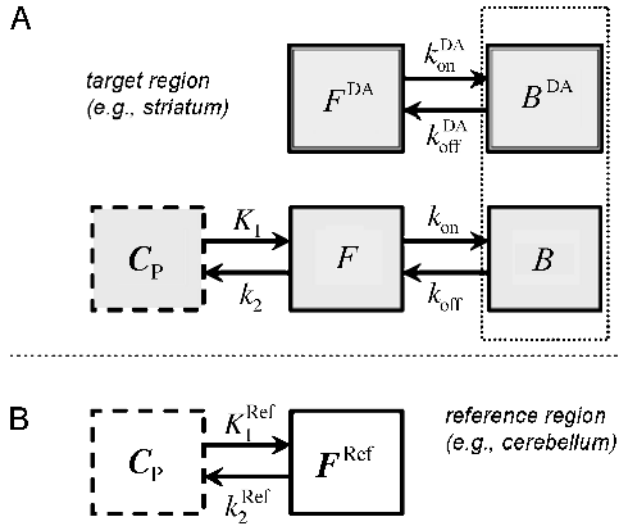 A
target region
(e.g., striatum)
F^DA
k_on^DA
k_off^DA
B^DA
C_P
K_1
k_2
F
k_on
k_off
B
B
C_P
K_1^Ref
k_2^Ref
F^Ref
reference region
(e.g., cerebellum)